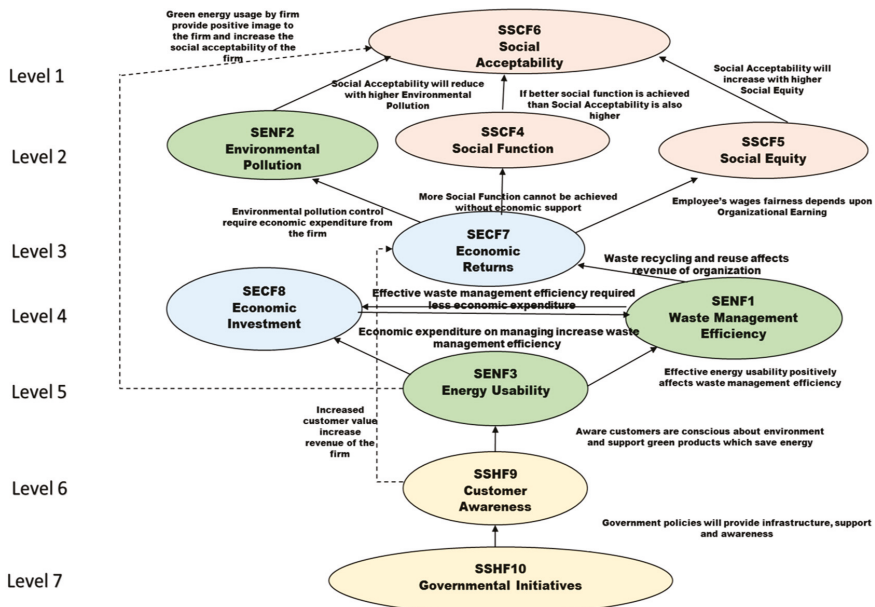 Green energy usage by firm
provide positive image to
the firm and increase the
social acceptability of the
firm
SSCF6
Social
Acceptability
Level 1
Social Acceptability will reduce
with higher Environmental
Pollution
If better social function is achieved
than Social Acceptability is also
higher
Social Acceptability will
increase with higher
Social Equity
Level 2
SENF2
Environmental
Pollution
SSCF4
Social Function
SSCF5
Social Equity
Environmental pollution control
require economic expenditure from
the firm
More Social Function cannot be achieved
without economic support
Employee's wages fairness depends upon
Organizational Earning
Level 3
SECF7
Economic
Returns
Waste recycling and reuse affects
revenue of organization
Level 4
SECF8
Economic
Investment
Effective waste management efficiency required
less economic expenditure
Economic expenditure on managing increase waste
management efficiency
SENF1
Waste Management
Efficiency
Level 5
SENF3
Energy Usability
Effective energy usability positively
affects waste management efficiency
Increased
customer value
increase
revenue of the
firm
Aware customers are conscious about environment
and support green products which save energy
Level 6
SSHF9
Customer
Awareness
Government policies will provide infrastructure, support
and awareness
Level 7
SSHF10
Governmental Initiatives